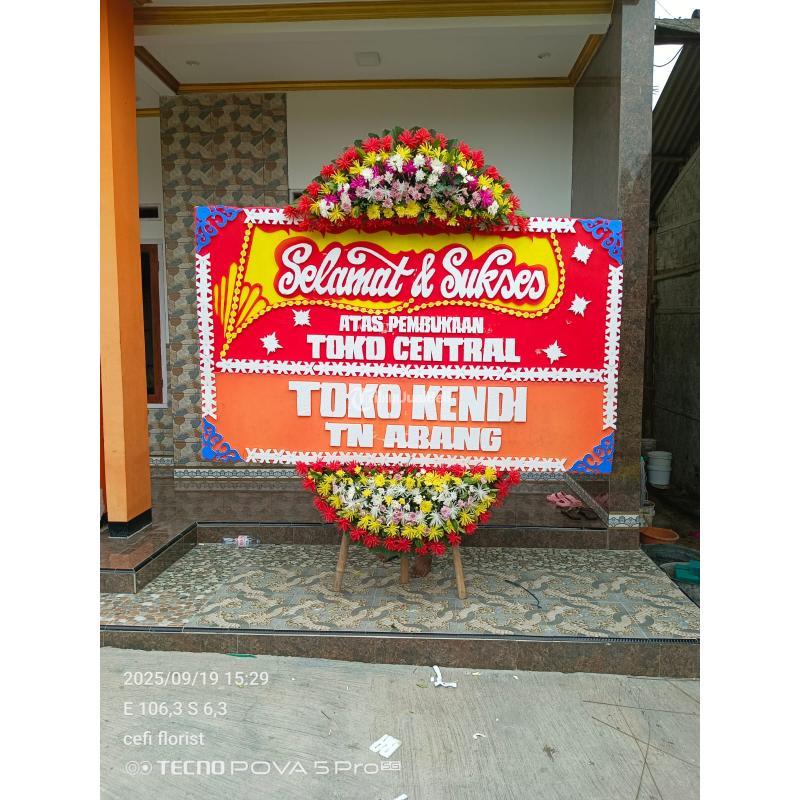 Selamat & Sukses
ATAS PEMBUKAAN
TOKO CENTRAL
TOKO KENDI
TN ABANG
2025/09/19 15:29
E 106,3 S 6,3
cefi florist
TECNO POVA 5 Pro 5G